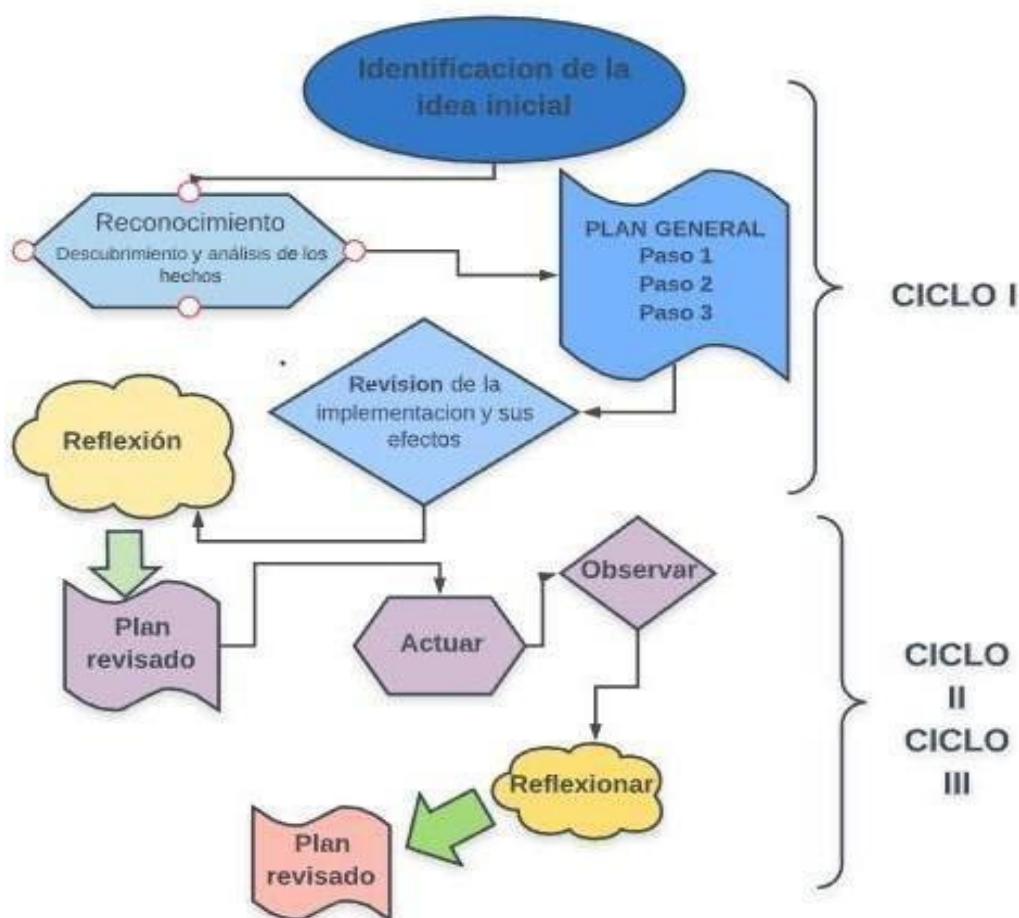 Identificacion de la
idea inicial
Reconocimiento
Descubrimiento y análisis de los
hechos
PLAN GENERAL
Paso 1
Paso 2
Paso 3
CICLO I
Revision de la
implementacion y sus
efectos
Reflexión
Plan
revisado
Actuar
Observar
CICLO
II
CICLO
III
Reflexionar
Plan
revisado